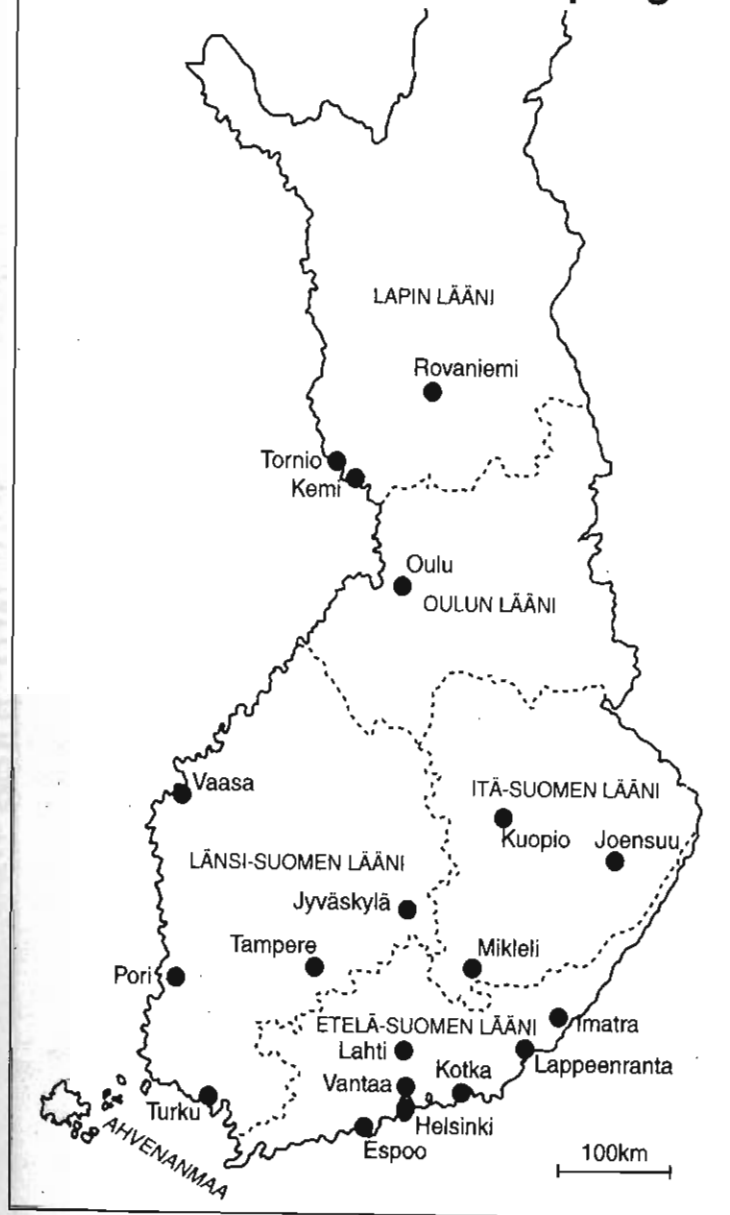 LAPIN LÄÄNI
Rovaniemi
Tornio
Kemi
Oulu
OULUN LÄÄNI
Vaasa
ITÄ-SUOMEN LÄÄNI
Kuopio
Joensuu
LÄNSI-SUOMEN LÄÄNI
Jyväskylä
Tampere
Mikleli
Pori
ETELÄ-SUOMEN LÄÄNI
Imatra
Lahti
Lappeenranta
Kotka
Vantaa
Turku
Helsinki
Espoo
AHVENANMAA
100km